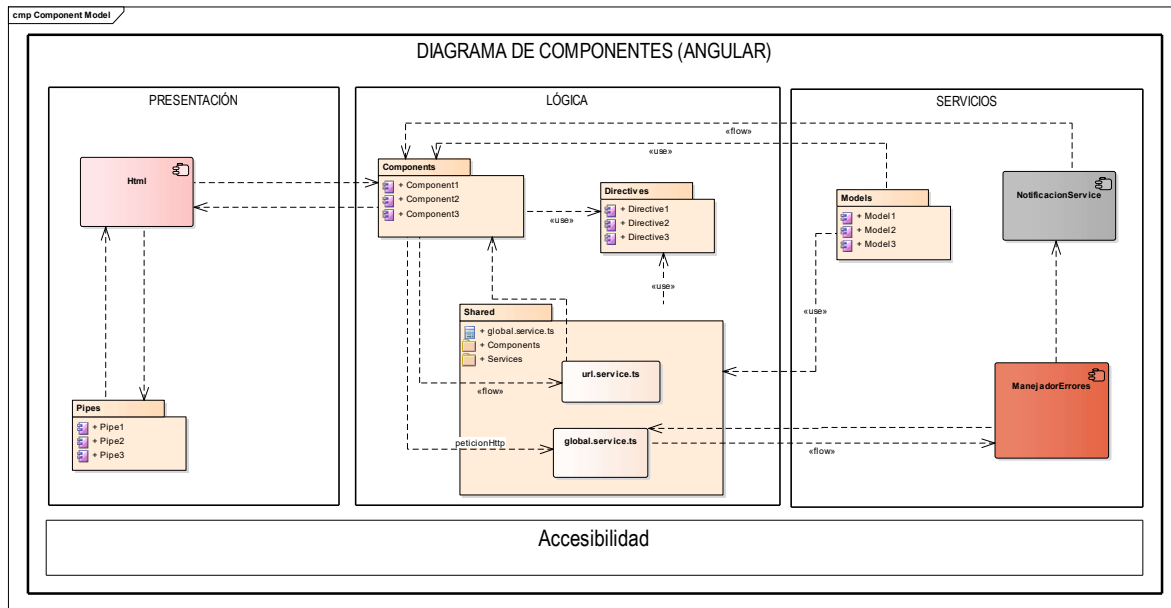 cmp Component Model
DIAGRAMA DE COMPONENTES (ANGULAR)
PRESENTACIÓN
Html
Pipes
+ Pipe1
+ Pipe2
+ Pipe3
LÓGICA
Components
+ Component1
+ Component2
+ Component3
«use»
Directives
+ Directive1
+ Directive2
+ Directive3
«use»
Shared
+ global.service.ts
+ Components
+ Services
url.service.ts
«flow»
peticionHttp
global.service.ts
SERVICIOS
«flow»
«use»
Models
+ Model1
+ Model2
+ Model3
«use»
NotificacionService
ManejadorErrores
«flow»
Accesibilidad